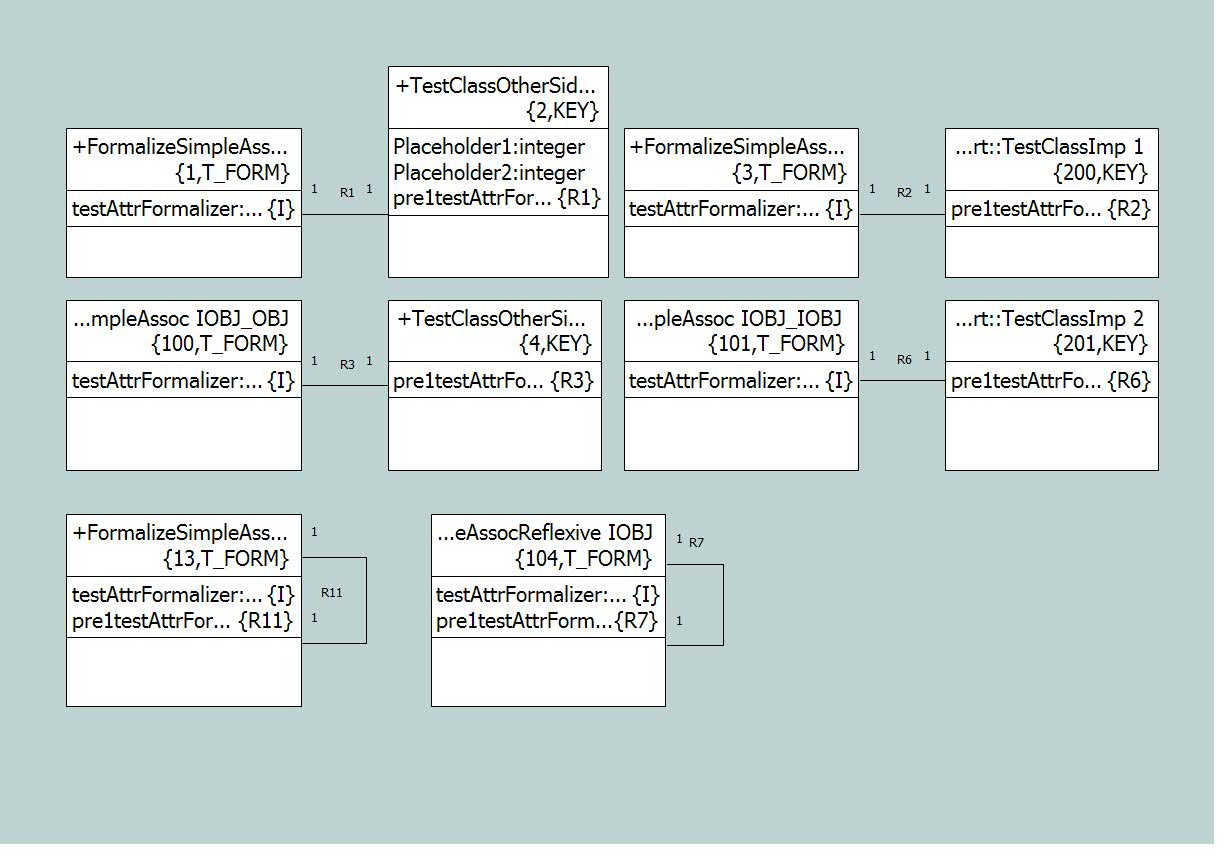 +TestClassOtherSid...
{2,KEY}
Placeholder1:integer
Placeholder2:integer
pre1testAttrFor... {R1}
+FormalizeSimpleAss...
{1,T_FORM}
testAttrFormalizer:... {I}
1 R1 1
+FormalizeSimpleAss...
{3,T_FORM}
testAttrFormalizer:... {I}
1 R2 1
...rt::TestClassImp 1
{200,KEY}
pre1testAttrFo... {R2}
...mpleAssoc IOBJ_OBJ
{100,T_FORM}
testAttrFormalizer:... {I}
1 R3 1
+TestClassOtherSi...
{4,KEY}
pre1testAttrFo... {R3}
...pleAssoc IOBJ_IOBJ
{101,T_FORM}
testAttrFormalizer:... {I}
1 R6 1
...rt::TestClassImp 2
{201,KEY}
pre1testAttrFo... {R6}
+FormalizeSimpleAss...
{13,T_FORM}
testAttrFormalizer:... {I}
pre1testAttrFor... {R11}
1
R11
1
...eAssocReflexive IOBJ
{104,T_FORM}
testAttrFormalizer:... {I}
pre1testAttrForm...{R7}
1 R7
1